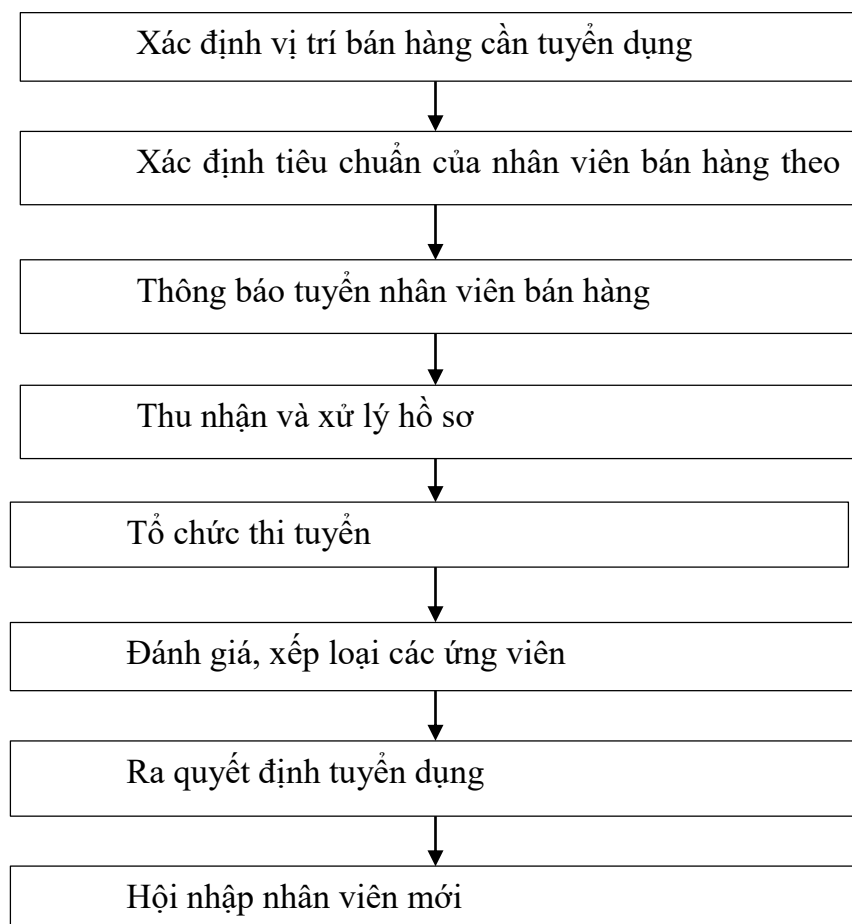 Xác định vị trí bán hàng cần tuyển dụng
Xác định tiêu chuẩn của nhân viên bán hàng theo
Thông báo tuyển nhân viên bán hàng
Thu nhận và xử lý hồ sơ
Tổ chức thi tuyển
Đánh giá, xếp loại các ứng viên
Ra quyết định tuyển dụng
Hội nhập nhân viên mới